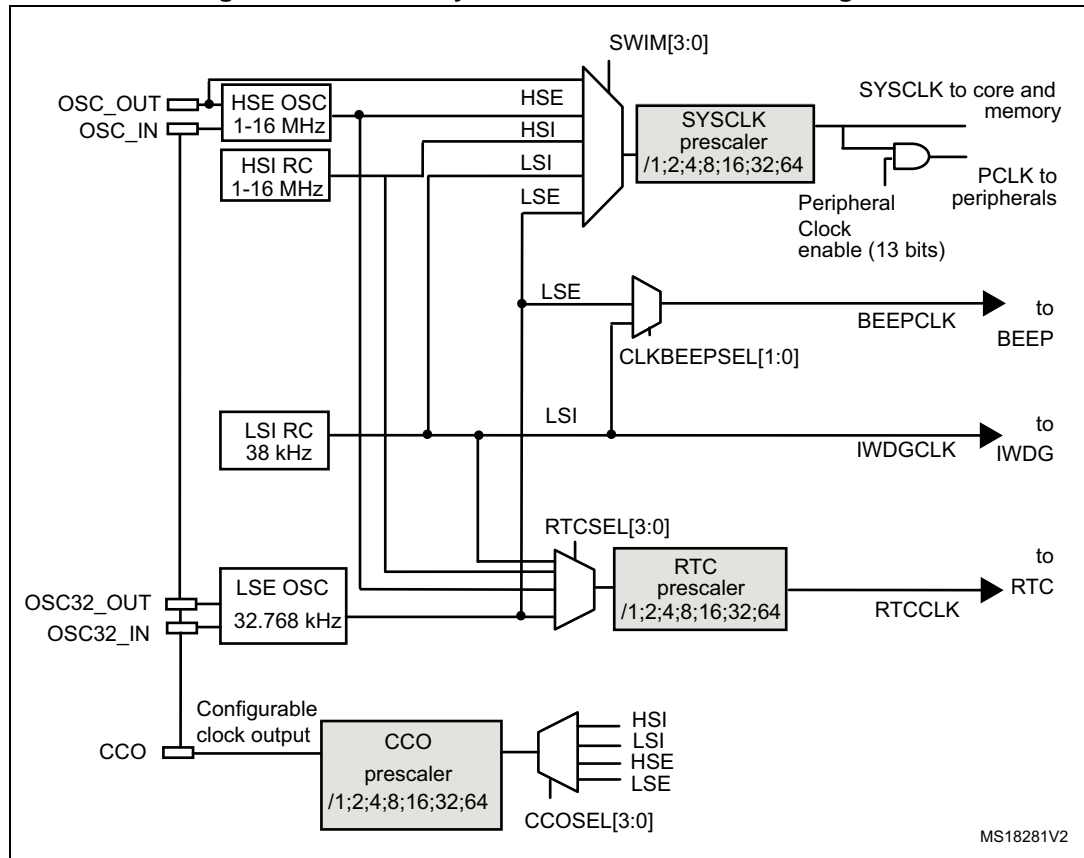 SWIM[3:0]
OSC_OUT
OSC_IN
HSE OSC
1-16 MHz
HSI RC
1-16 MHz
HSE
HSI
LSI
LSE
SYSCLK
prescaler
/1;2;4;8;16;32;64
SYSCLK to core and
memory
PCLK to
peripherals
Peripheral
Clock
enable (13 bits)
LSE
BEEPCLK
to
BEEP
CLKBEEPSEL[1:0]
LSI RC
38 kHz
LSI
IWDGCLK
to
IWDG
RTCSEL[3:0]
OSC32_OUT
OSC32_IN
LSE OSC
32.768 kHz
RTC
prescaler
/1;2;4;8;16;32;64
RTCCLK
to
RTC
Configurable
clock output
CCO
CCO
prescaler
/1;2;4;8;16;32;64
HSI
LSI
HSE
LSE
CCOSEL[3:0]
MS18281V2